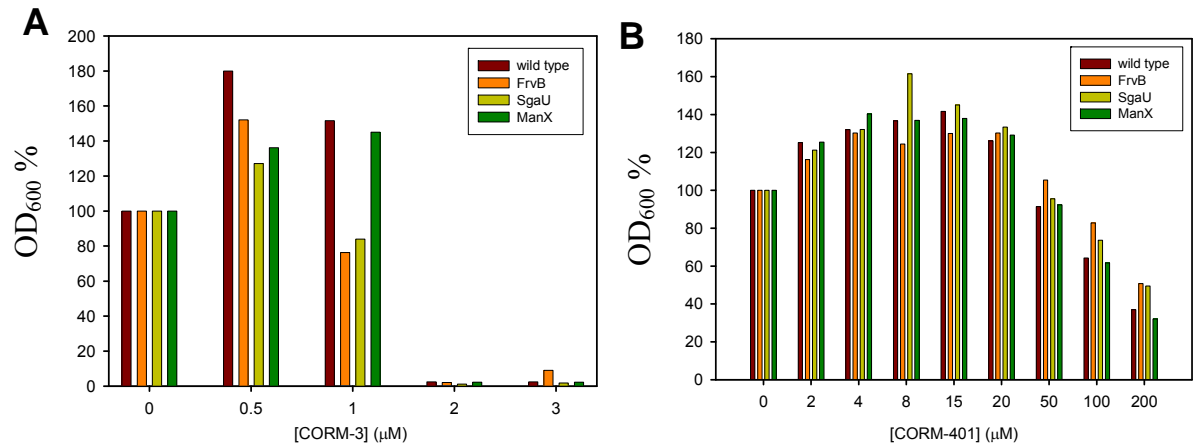 A
200
180
160
140
120
100
80
60
40
20
0
OD600 %
wild type
FrvB
SgaU
ManX
0 0.5 1 2 3
[CORM-3] (μM)
B
180
160
140
120
100
80
60
40
20
0
OD600 %
wild type
FrvB
SgaU
ManX
0 2 4 8 15 20 50 100 200
[CORM-401] (μM)